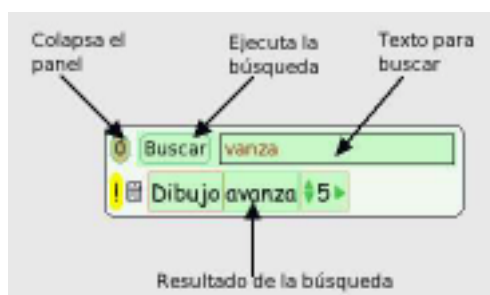 Colapsa el
panel
Ejecuta la
búsqueda
Texto para
buscar
O Buscar vanza
! Dibujo avanza 5
Resultado de la búsqueda